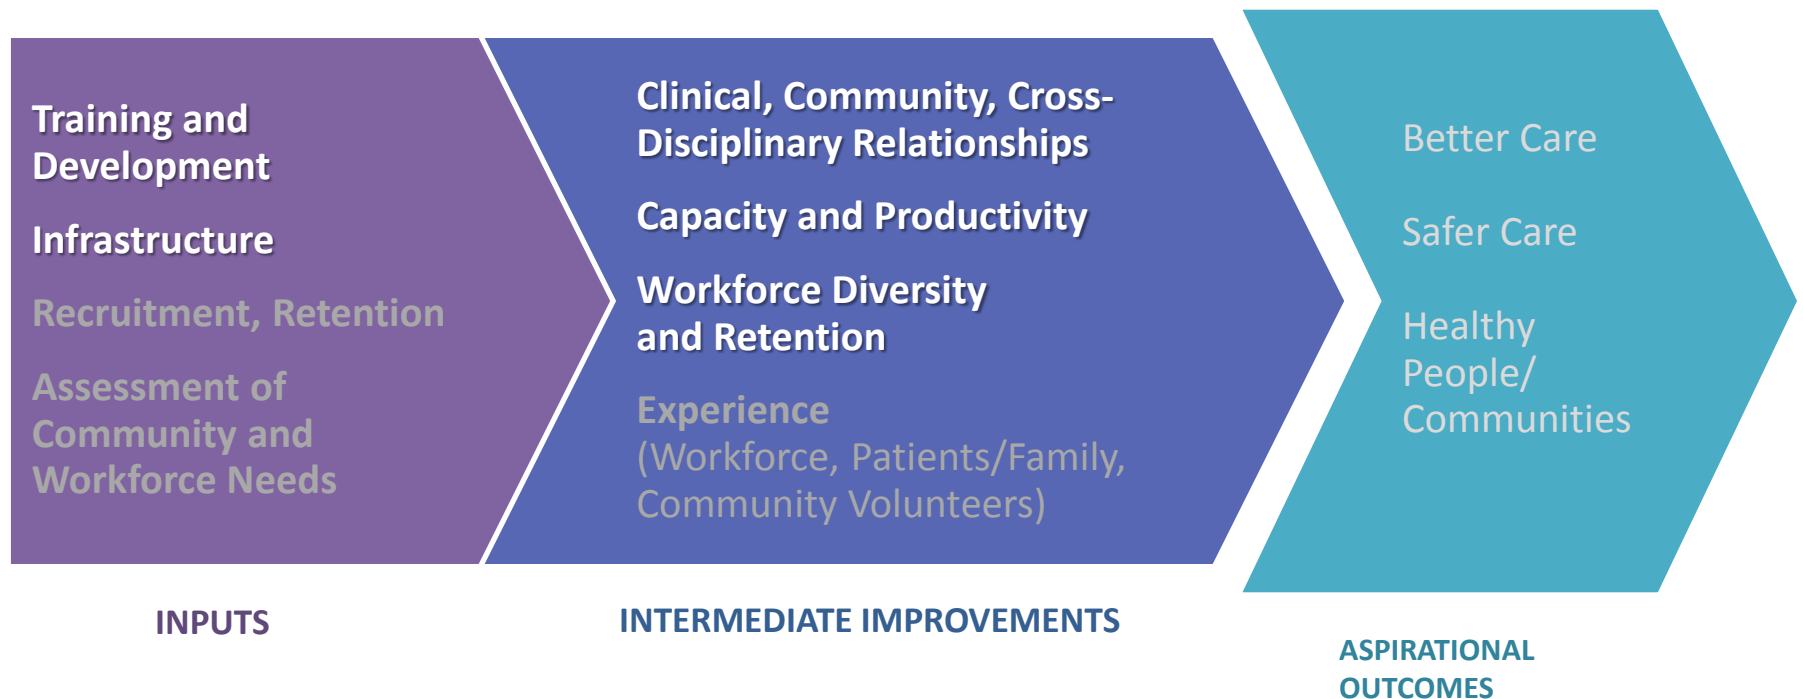 Training and
Development
Infrastructure
Recruitment, Retention
Assessment of
Community and
Workforce Needs
INPUTS
Clinical, Community, Cross-
Disciplinary Relationships
Capacity and Productivity
Workforce Diversity
and Retention
Experience
(Workforce, Patients/Family,
Community Volunteers)
INTERMEDIATE IMPROVEMENTS
Better Care
Safer Care
Healthy
People/
Communities
ASPIRATIONAL
OUTCOMES